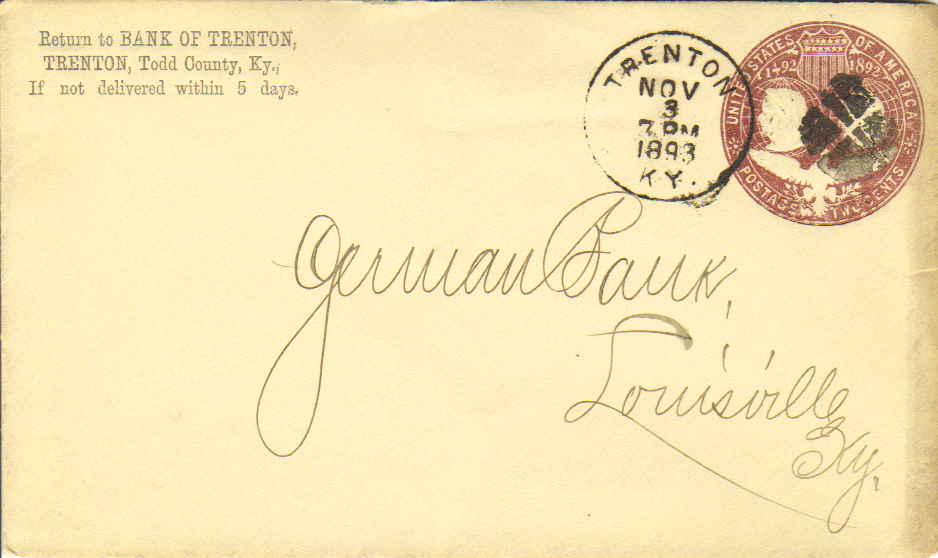 Return to BANK OF TRENTON,
TRENTON, Todd County, Ky.,
If not delivered within 5 days.
TRENTON
NOV
3
7 PM
1893
KY.
UNITED STATES OF AMERICA
1492 1892
POSTAGE TWO CENTS
German Bank,
Louisville
Ky,